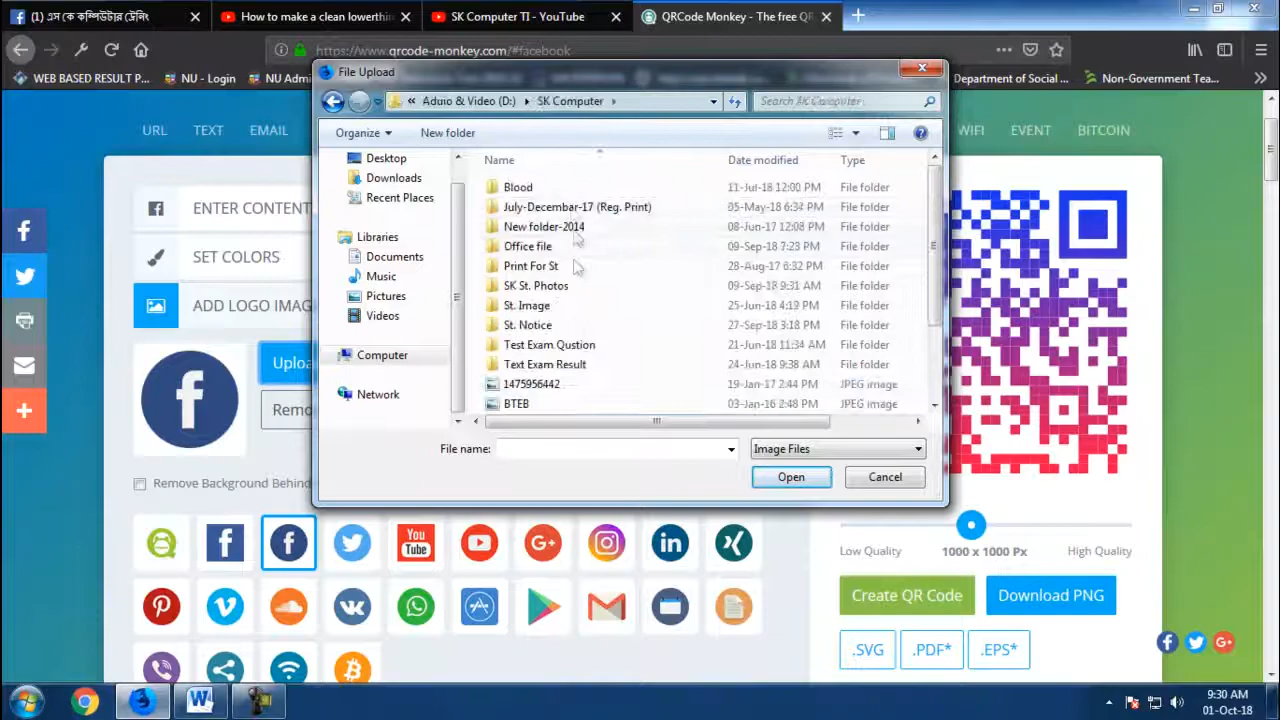 (1) এস কে কম্পিউটার ট্রেনিং
How to make a clean lowerthir
SK Computer TI - YouTube
QRCode Monkey - The free QR
https://www.qrcode-monkey.com/#facebook
WEB BASED RESULT P...
NU - Login
NU Adm
Department of Social ...
Non-Government Tea...
File Upload
Aduio & Video (D:)
SK Computer
Search SK Computer
Organize
New folder
URL
TEXT
EMAIL
WIFI
EVENT
BITCOIN
ENTER CONTENT
SET COLORS
ADD LOGO IMAG
Uploa
Remo
Remove Background Behind
Desktop
Downloads
Recent Places
Libraries
Documents
Music
Pictures
Videos
Computer
Network
Name
Date modified
Type
Blood
11-Jul-18 12:00 PM
File folder
July-Decembar-17 (Reg. Print)
05-May-18 6:34 PM
File folder
New folder-2014
08-Jun-17 12:08 PM
File folder
Office file
09-Sep-18 7:23 PM
File folder
Print For St
28-Aug-17 6:32 PM
File folder
SK St. Photos
09-Sep-18 9:31 AM
File folder
St. Image
25-Jun-18 4:19 PM
File folder
St. Notice
27-Sep-18 3:18 PM
File folder
Test Exam Qustion
21-Jun-18 11:34 AM
File folder
Text Exam Result
24-Jun-18 9:38 AM
File folder
1475956442
19-Jan-17 2:44 PM
JPEG image
BTEB
03-Jan-16 2:48 PM
JPEG image
File name:
Image Files
Open
Cancel
You
Tube
Low Quality
1000 x 1000 Px
High Quality
Create QR Code
Download PNG
.SVG
.PDF*
.EPS*
9:30 AM
01-Oct-18